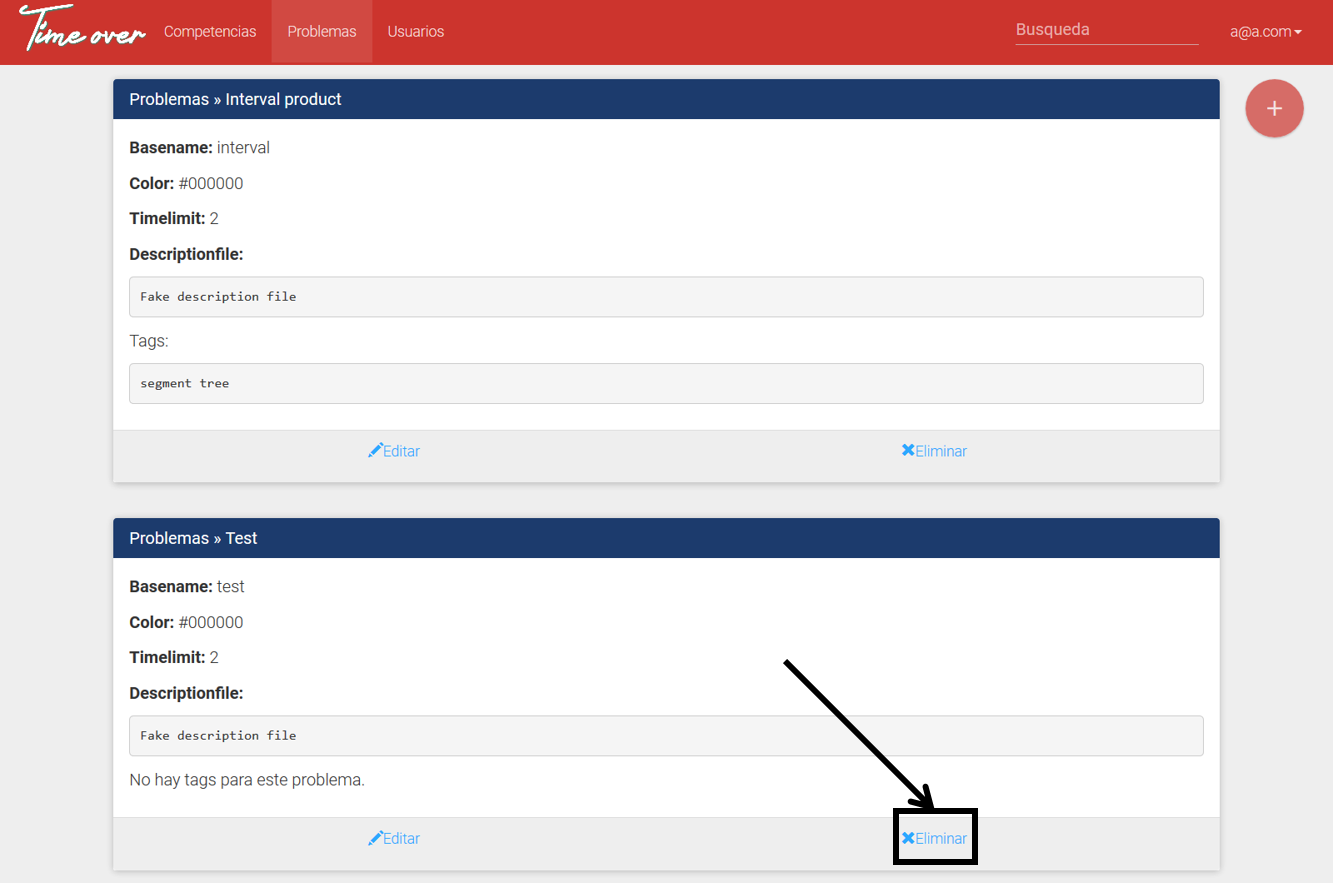 Time over Competencias Problemas Usuarios Busqueda a@a.com
+
Problemas » Interval product
Basename: interval
Color: #000000
Timelimit: 2
Descriptionfile:
Fake description file
Tags:
segment tree
Editar Eliminar
Problemas » Test
Basename: test
Color: #000000
Timelimit: 2
Descriptionfile:
Fake description file
No hay tags para este problema.
Editar Eliminar